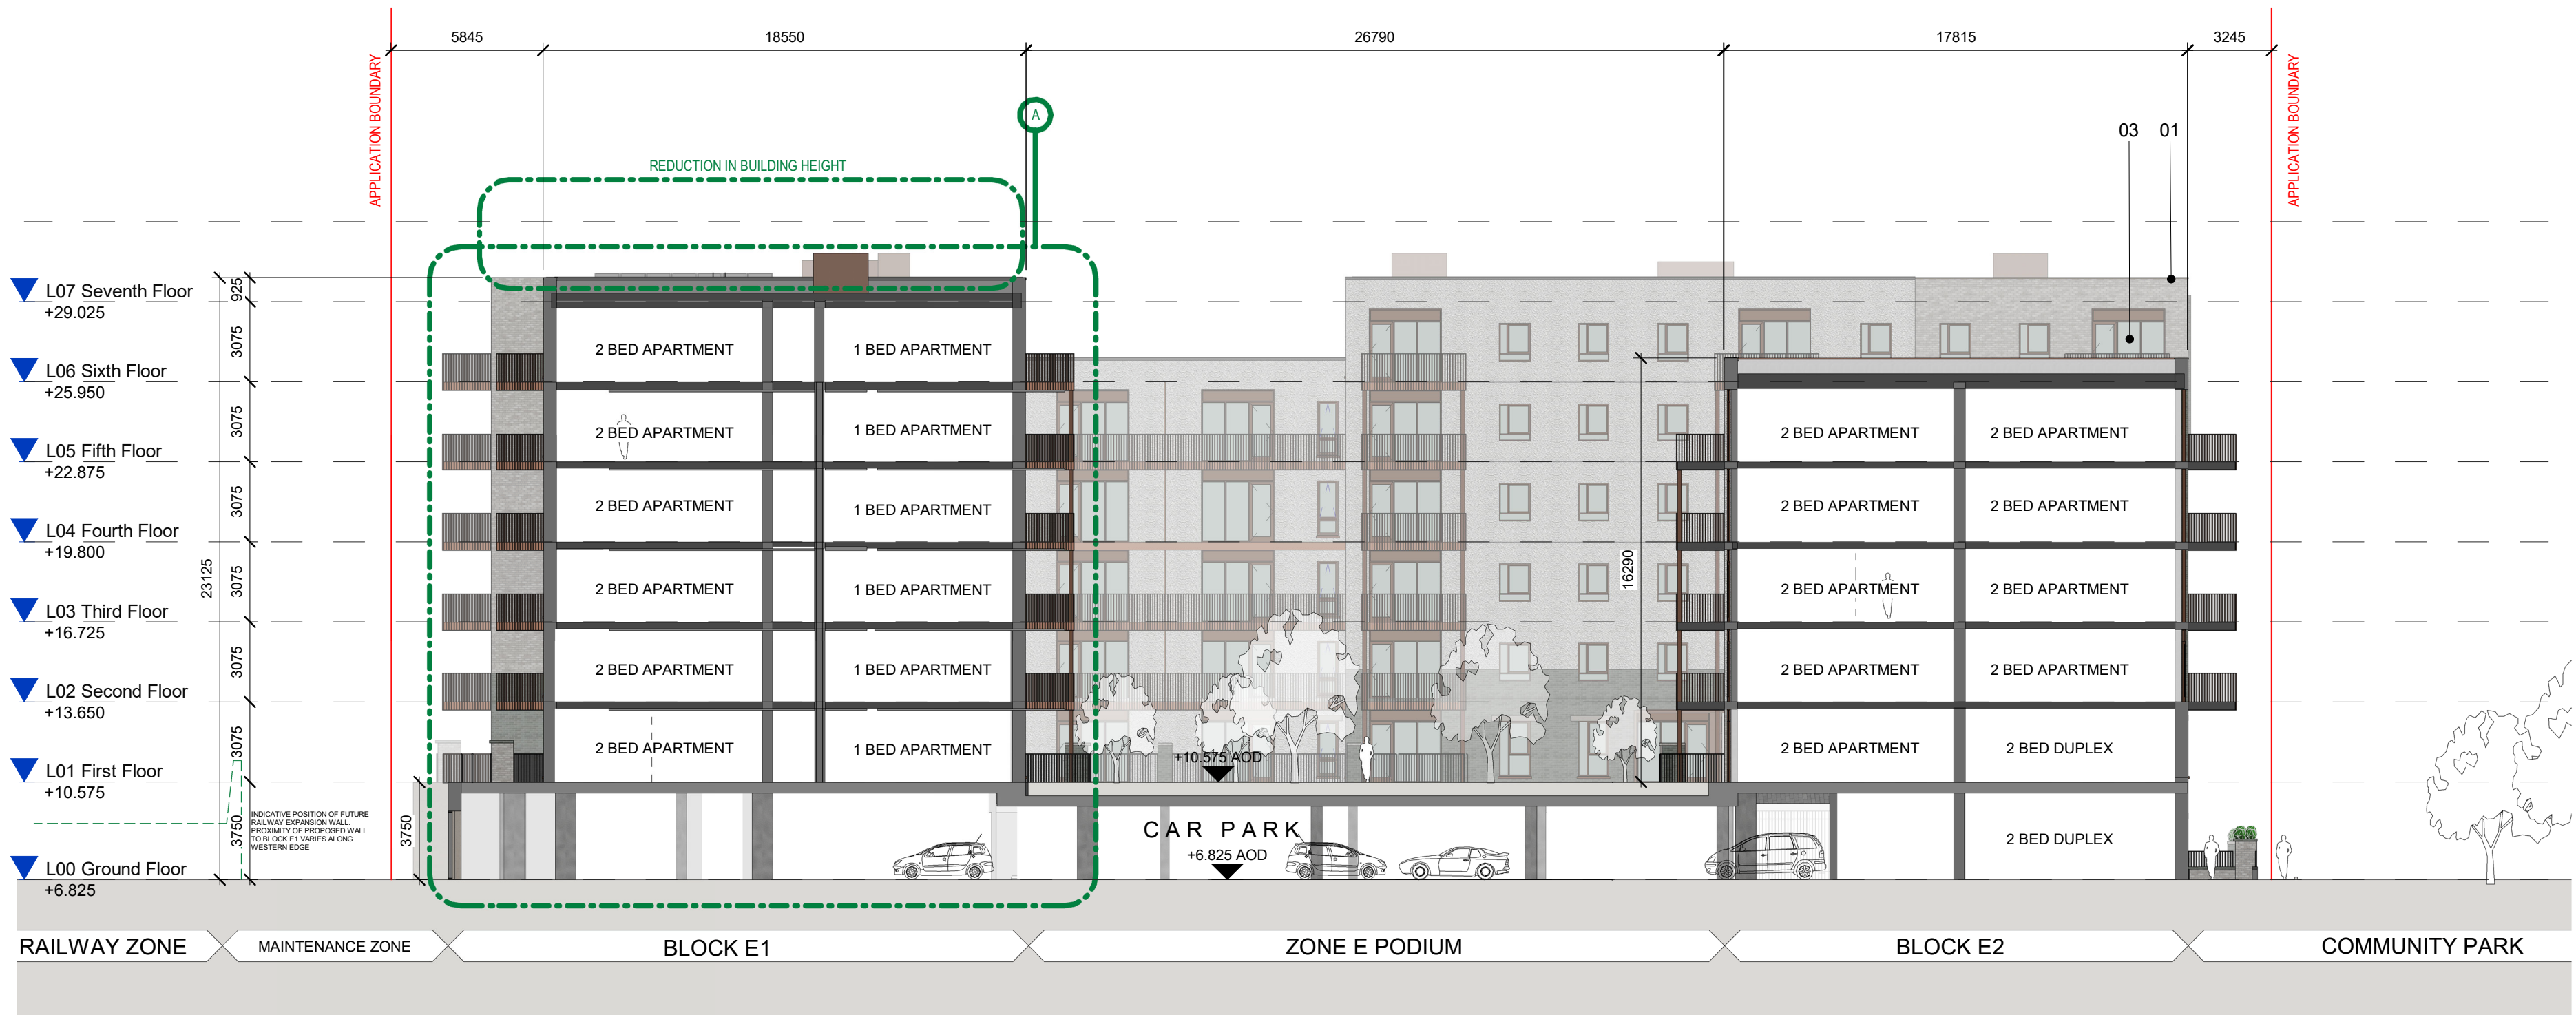 5845
18550
26790
17815
3245
APPLICATION BOUNDARY
APPLICATION BOUNDARY
A
03
01
REDUCTION IN BUILDING HEIGHT
L07 Seventh Floor
+29.025
L06 Sixth Floor
+25.950
L05 Fifth Floor
+22.875
L04 Fourth Floor
+19.800
L03 Third Floor
+16.725
L02 Second Floor
+13.650
L01 First Floor
+10.575
L00 Ground Floor
+6.825
925
3075
3075
3075
3075
3075
3075
3750
23125
3750
16290
2 BED APARTMENT
1 BED APARTMENT
2 BED APARTMENT
1 BED APARTMENT
2 BED APARTMENT
1 BED APARTMENT
2 BED APARTMENT
1 BED APARTMENT
2 BED APARTMENT
1 BED APARTMENT
2 BED APARTMENT
1 BED APARTMENT
2 BED APARTMENT
2 BED APARTMENT
2 BED APARTMENT
2 BED APARTMENT
2 BED APARTMENT
2 BED APARTMENT
2 BED APARTMENT
2 BED APARTMENT
2 BED APARTMENT
2 BED DUPLEX
2 BED DUPLEX
+10.575 AOD
CAR PARK
+6.825 AOD
INDICATIVE POSITION OF FUTURE
RAILWAY EXPANSION WALL.
PROXIMITY OF PROPOSED WALL
TO BLOCK E1 VARIES ALONG
WESTERN EDGE
RAILWAY ZONE
MAINTENANCE ZONE
BLOCK E1
ZONE E PODIUM
BLOCK E2
COMMUNITY PARK